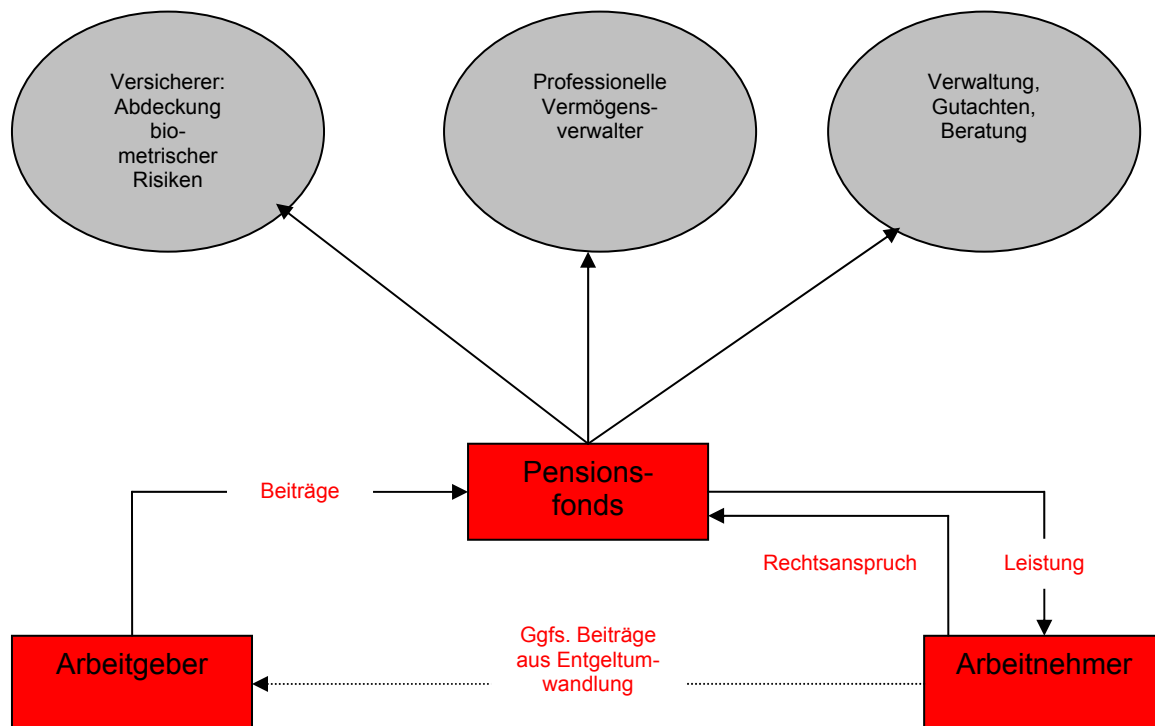 Versicherer:
Abdeckung
bio-
metrischer
Risiken
Professionelle
Vermögens-
verwalter
Verwaltung,
Gutachten,
Beratung
Pensions-
fonds
Beiträge
Rechtsanspruch
Leistung
Arbeitgeber
Ggfs. Beiträge
aus Entgeltum-
wandlung
Arbeitnehmer